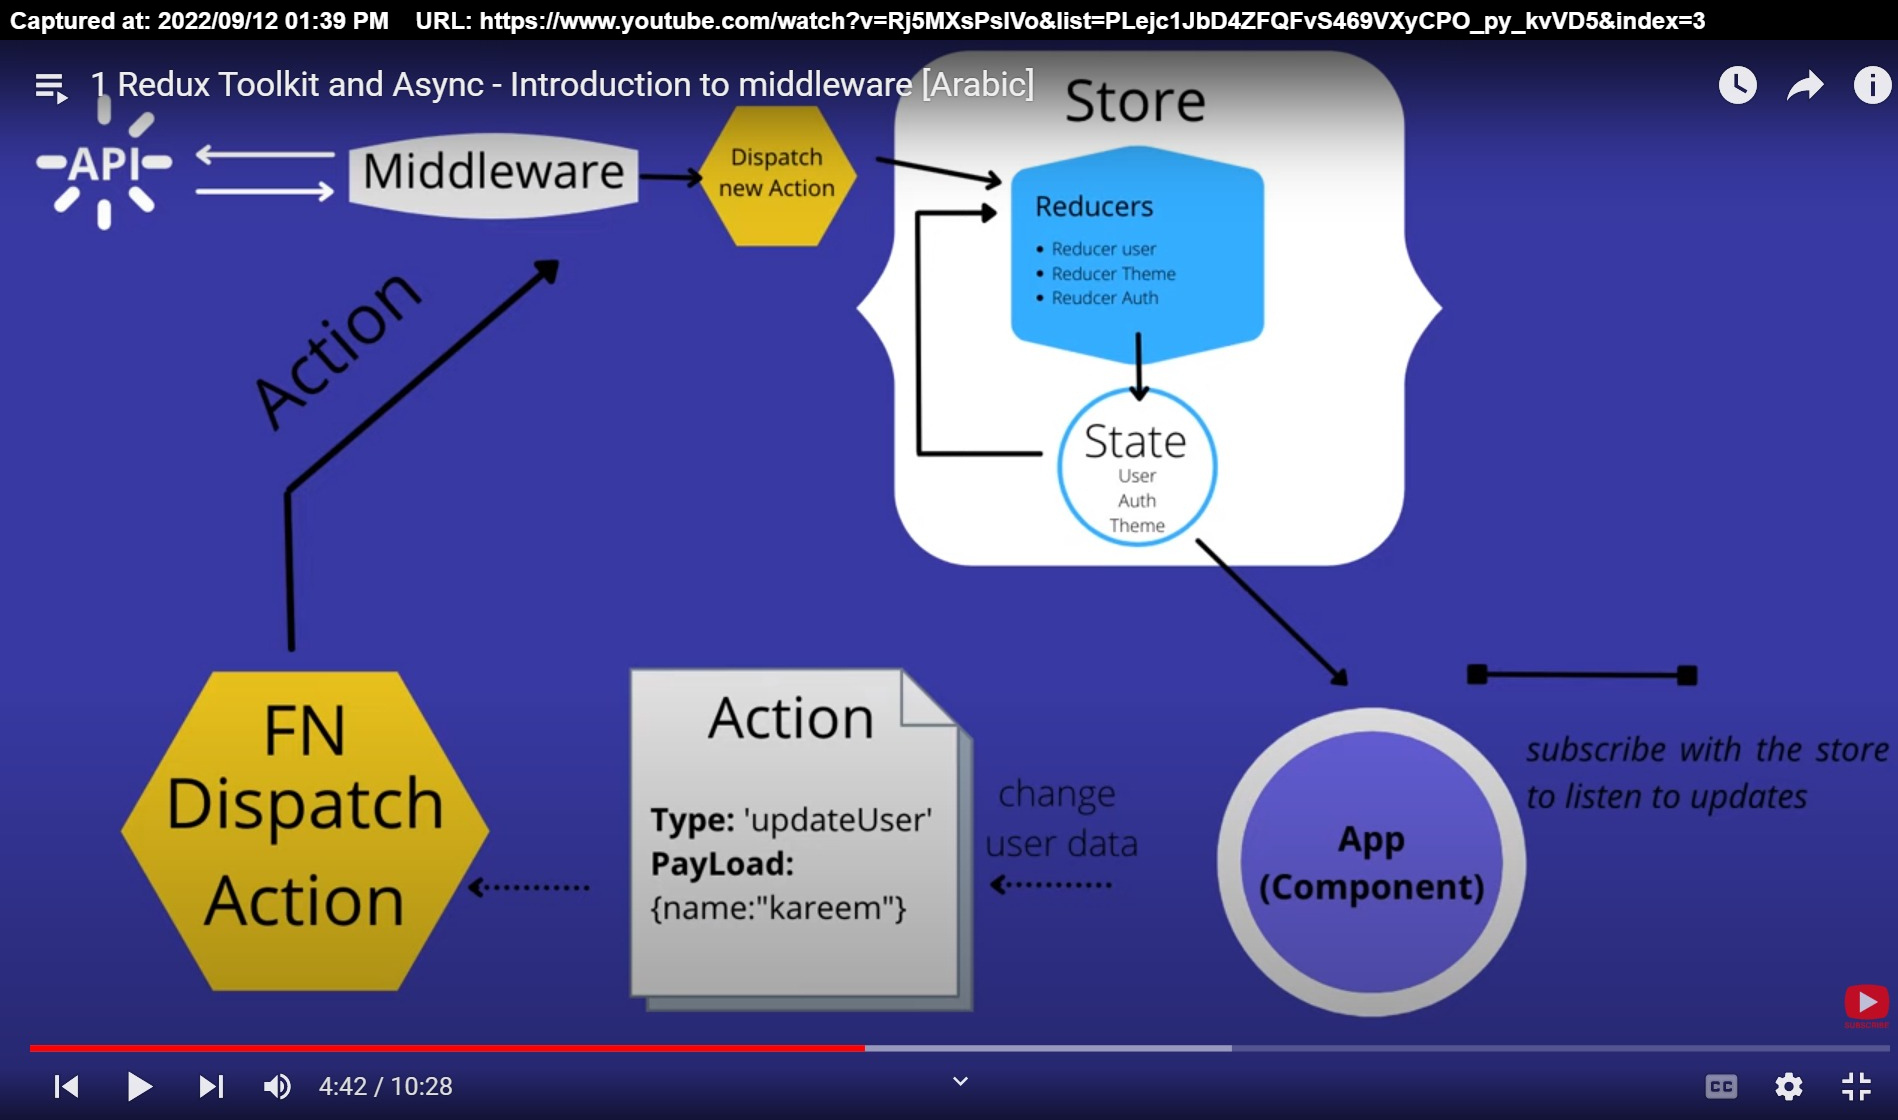 Captured at: 2022/09/12 01:39 PM    URL: https://www.youtube.com/watch?v=Rj5MXsPsIVo&list=PLejc1JbD4ZFQFvS469VXyCPO_py_kvVD5&index=3
1 Redux Toolkit and Async - Introduction to middleware [Arabic]
Store
API
Middleware
Dispatch
new Action
Reducers
• Reducer user
• Reducer Theme
• Reudcer Auth
Action
State
User
Auth
Theme
FN
Dispatch
Action
Action
Type: 'updateUser'
PayLoad:
{name:"kareem"}
change
user data
App
(Component)
subscribe with the store
to listen to updates
SUBSCRIBE
4:42 / 10:28
CC